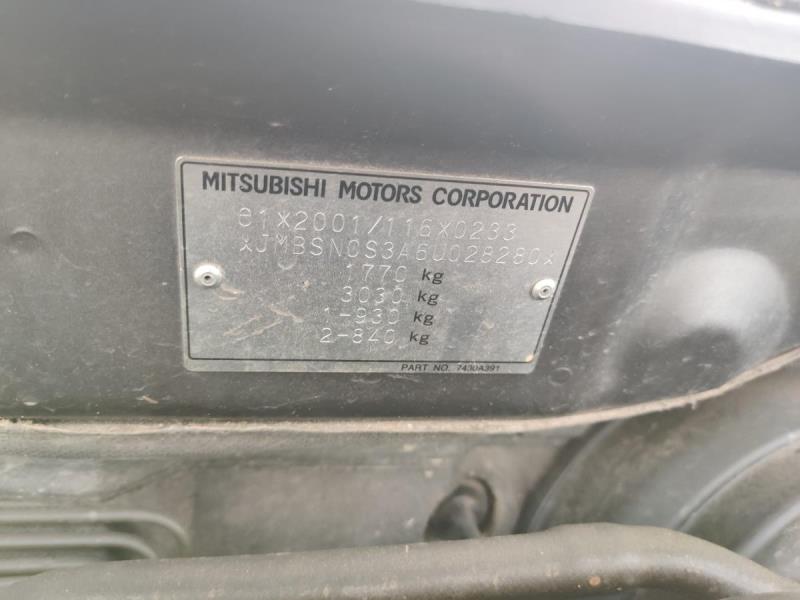 MITSUBISHI MOTORS CORPORATION
e1*2001/116*0233
*JMBSNCS3A6U028280*
1770 kg
3030 kg
1-930 kg
2-840 kg
PART NO. 7430A391